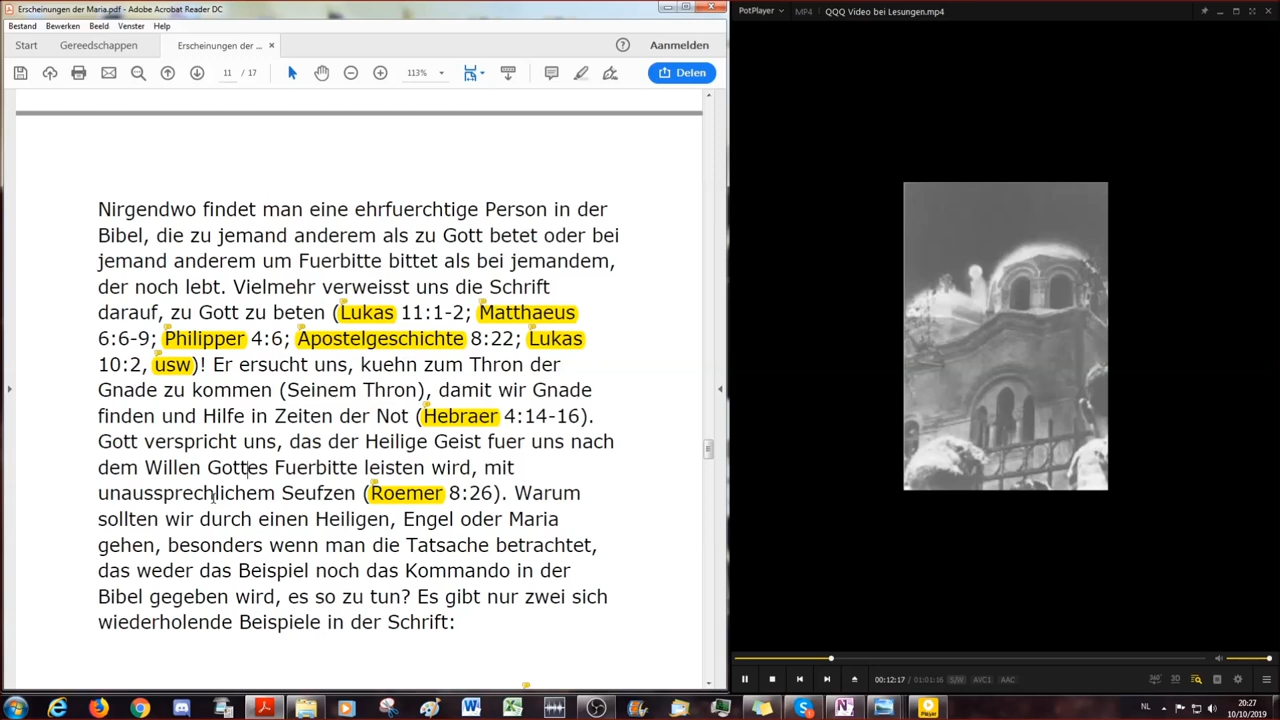 Erscheinungen der Maria.pdf - Adobe Acrobat Reader DC
Bestand Bewerken Beeld Venster Help
Start Gereedschappen Erscheinungen der ... × Aanmelden
11 / 17 113% Delen
Nirgendwo findet man eine ehrfuerchtige Person in der
Bibel, die zu jemand anderem als zu Gott betet oder bei
jemand anderem um Fuerbitte bittet als bei jemandem,
der noch lebt. Vielmehr verweisst uns die Schrift
darauf, zu Gott zu beten (Lukas 11:1-2; Matthaeus
6:6-9; Philipper 4:6; Apostelgeschichte 8:22; Lukas
10:2, usw)! Er ersucht uns, kuehn zum Thron der
Gnade zu kommen (Seinem Thron), damit wir Gnade
finden und Hilfe in Zeiten der Not (Hebraer 4:14-16).
Gott verspricht uns, das der Heilige Geist fuer uns nach
dem Willen Gottes Fuerbitte leisten wird, mit
unaussprechlichem Seufzen (Roemer 8:26). Warum
sollten wir durch einen Heiligen, Engel oder Maria
gehen, besonders wenn man die Tatsache betrachtet,
das weder das Beispiel noch das Kommando in der
Bibel gegeben wird, es so zu tun? Es gibt nur zwei sich
wiederholende Beispiele in der Schrift:
PotPlayer MP4 QQQ Video bei Lesungen.mp4
00:12:17 / 01:01:16 S/W AVC1 AAC 360° 3D
NL 20:27
10/10/2019